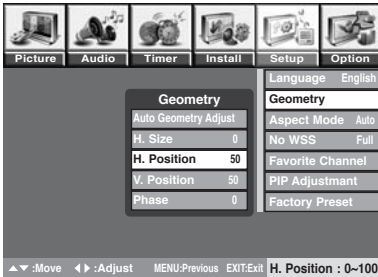 Picture Audio Timer Install Setup Option
Language English
Geometry
Aspect Mode Auto
No WSS Full
Favorite Channel
PIP Adjustmant
Factory Preset
Geometry
Auto Geometry Adjust
H. Size 0
H. Position 50
V. Position 50
Phase 0
▲▼ :Move ◀▶ :Adjust MENU:Previous EXIT:Exit H. Position : 0~100